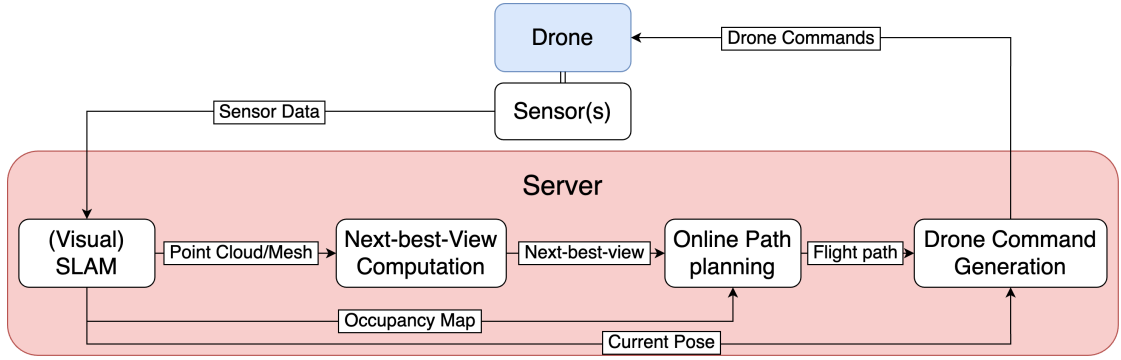 Drone
Drone Commands
Sensor(s)
Sensor Data
Server
(Visual)
SLAM
Point Cloud/Mesh
Next-best-View
Computation
Next-best-view
Online Path
planning
Flight path
Drone Command
Generation
Occupancy Map
Current Pose